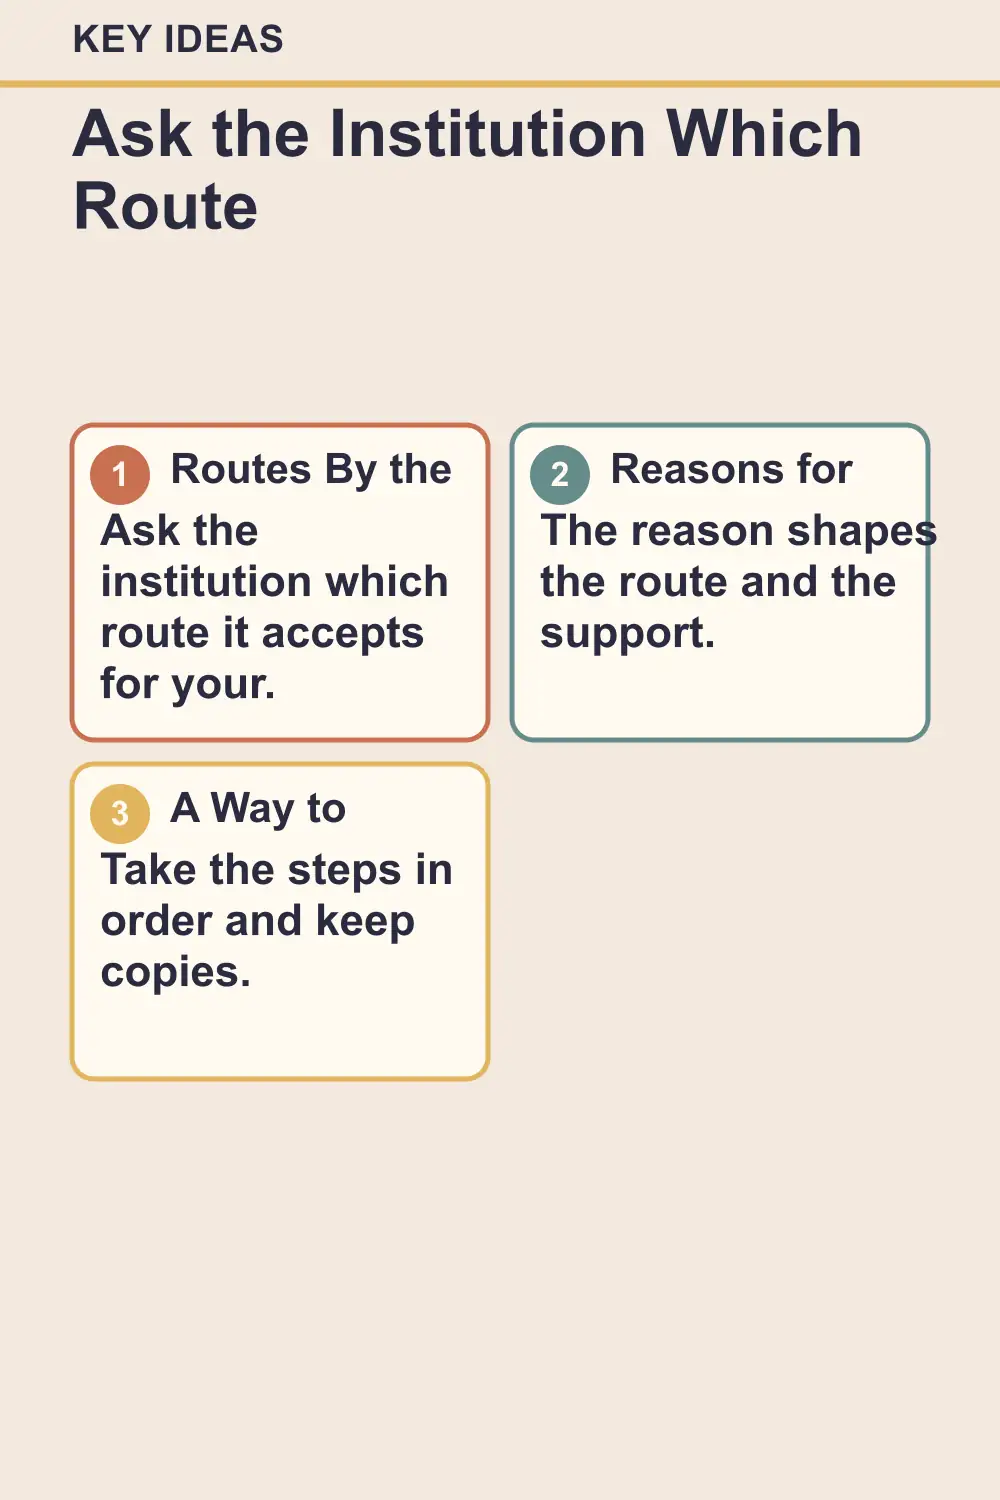 KEY IDEAS
Ask the Institution Which
Route
1 Routes By the
Ask the
institution which
route it accepts
for your.
2 Reasons for
The reason shapes
the route and the
support.
3 A Way to
Take the steps in
order and keep
copies.